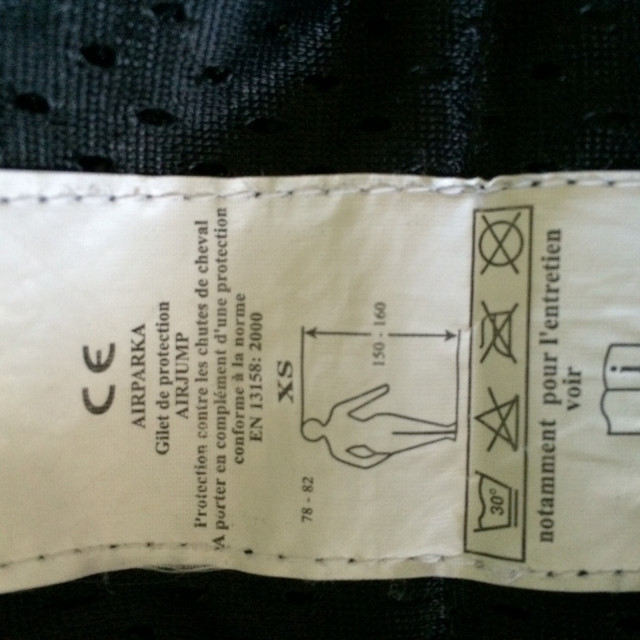 CE
AIRPARKA
Gilet de protection
AIRJUMP
Protection contre les chutes de cheval
A porter en complément d'une protection
conforme à la norme
EN 13158: 2000
XS
78 - 82
150 - 160
30°
notamment pour l'entretien
voir
i